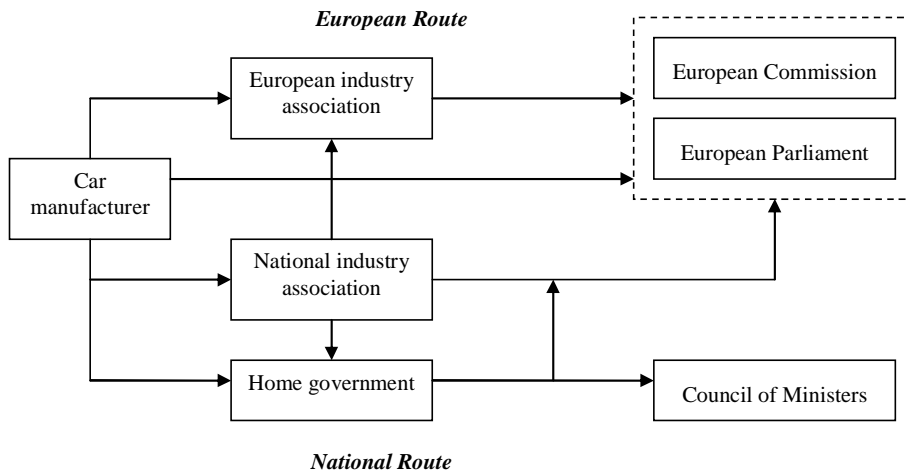 European Route
European industry
association
European Commission
European Parliament
Car
manufacturer
National industry
association
Home government
Council of Ministers
National Route